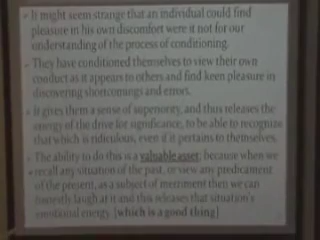 It might seem strange that an individual could find
pleasure in his own discomfort were it not for our
understanding of the process of conditioning.
They have conditioned themselves to view their own
conduct as it appears to others and find keen pleasure in
discovering shortcomings and errors.
It gives them a sense of superiority, and thus releases the
energy of the drive for significance, to be able to recognize
that which is ridiculous, even if it pertains to themselves.
The ability to do this is a valuable asset, because when we
recall any situation of the past, or view any predicament
of the present, as a subject of merriment then we can
honestly laugh at it and this releases that situation's
emotional energy. [which is a good thing]